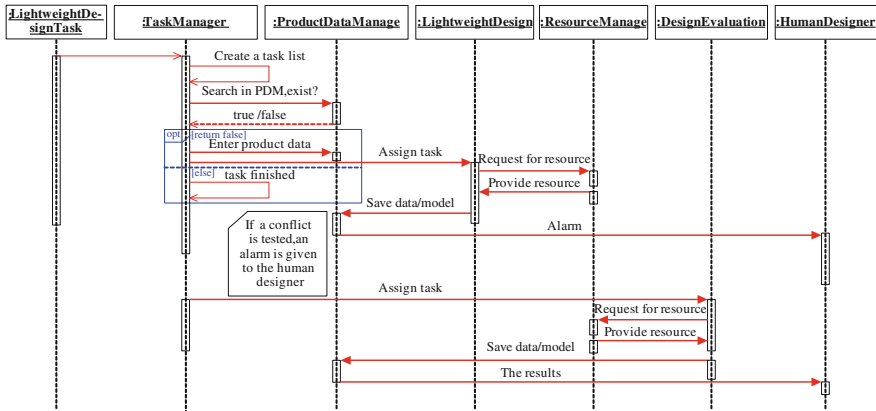 :LightweightDe-
signTask
:TaskManager
:ProductDataManage
:LightweightDesign
:ResourceManage
:DesignEvaluation
:HumanDesigner
Create a task list
Search in PDM,exist?
true /false
opt
[return false]
Enter product data
Assign task
Request for resource
[else]
task finished
Provide resource
Save data/model
If a conflict
is tested,an
alarm is given
to the human
designer
Alarm
Assign task
Request for resource
Provide resource
Save data/model
The results